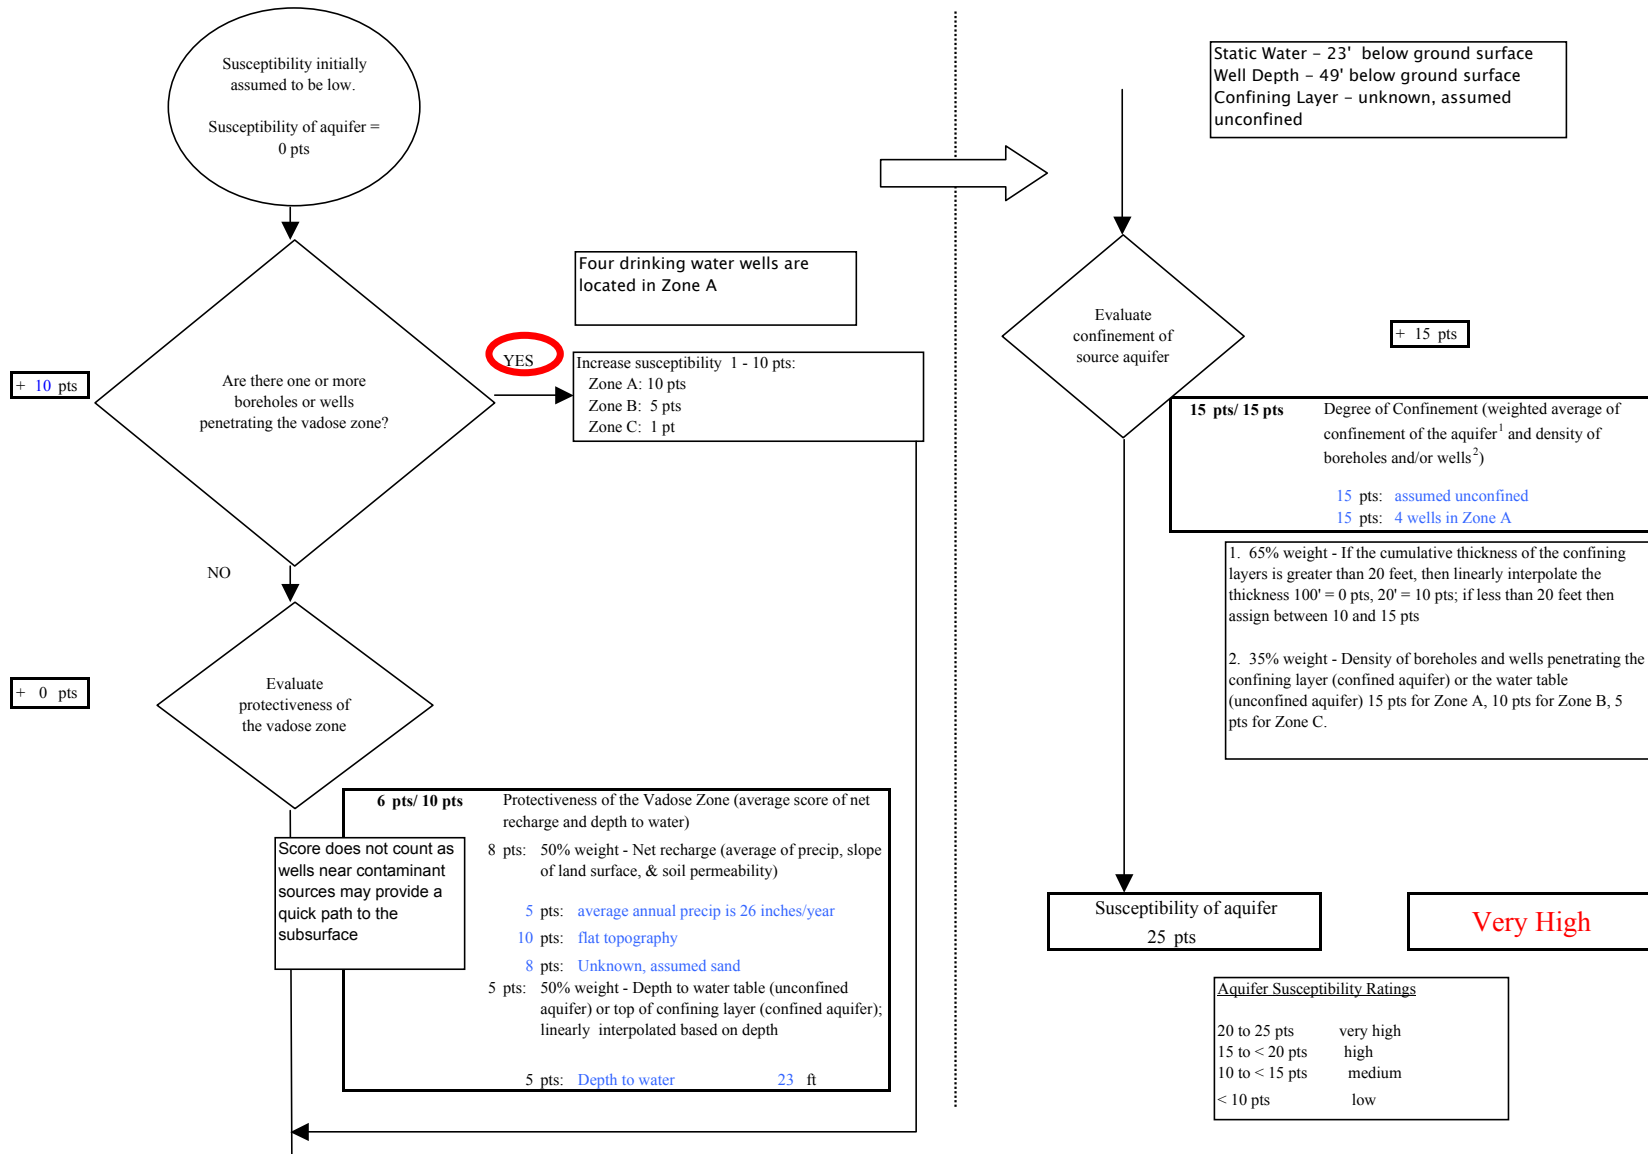 Susceptibility initially
assumed to be low.
Susceptibility of aquifer =
0 pts
+ 10 pts
Are there one or more
boreholes or wells
penetrating the vadose zone?
YES
Four drinking water wells are
located in Zone A
Increase susceptibility 1 - 10 pts:
Zone A: 10 pts
Zone B: 5 pts
Zone C: 1 pt
NO
+ 0 pts
Evaluate
protectiveness of
the vadose zone
6 pts/ 10 pts
Protectiveness of the Vadose Zone (average score of net
recharge and depth to water)
8 pts: 50% weight - Net recharge (average of precip, slope
of land surface, & soil permeability)
5 pts: average annual precip is 26 inches/year
10 pts: flat topography
8 pts: Unknown, assumed sand
5 pts: 50% weight - Depth to water table (unconfined
aquifer) or top of confining layer (confined aquifer);
linearly interpolated based on depth
5 pts: Depth to water 23 ft
Score does not count as
wells near contaminant
sources may provide a
quick path to the
subsurface
Static Water – 23' below ground surface
Well Depth – 49' below ground surface
Confining Layer – unknown, assumed
unconfined
Evaluate
confinement of
source aquifer
+ 15 pts
15 pts/ 15 pts
Degree of Confinement (weighted average of
confinement of the aquifer1 and density of
boreholes and/or wells2)
15 pts: assumed unconfined
15 pts: 4 wells in Zone A
1. 65% weight - If the cumulative thickness of the confining
layers is greater than 20 feet, then linearly interpolate the
thickness 100' = 0 pts, 20' = 10 pts; if less than 20 feet then
assign between 10 and 15 pts
2. 35% weight - Density of boreholes and wells penetrating the
confining layer (confined aquifer) or the water table
(unconfined aquifer) 15 pts for Zone A, 10 pts for Zone B, 5
pts for Zone C.
Susceptibility of aquifer
25 pts
Very High
Aquifer Susceptibility Ratings
20 to 25 pts very high
15 to < 20 pts high
10 to < 15 pts medium
< 10 pts low